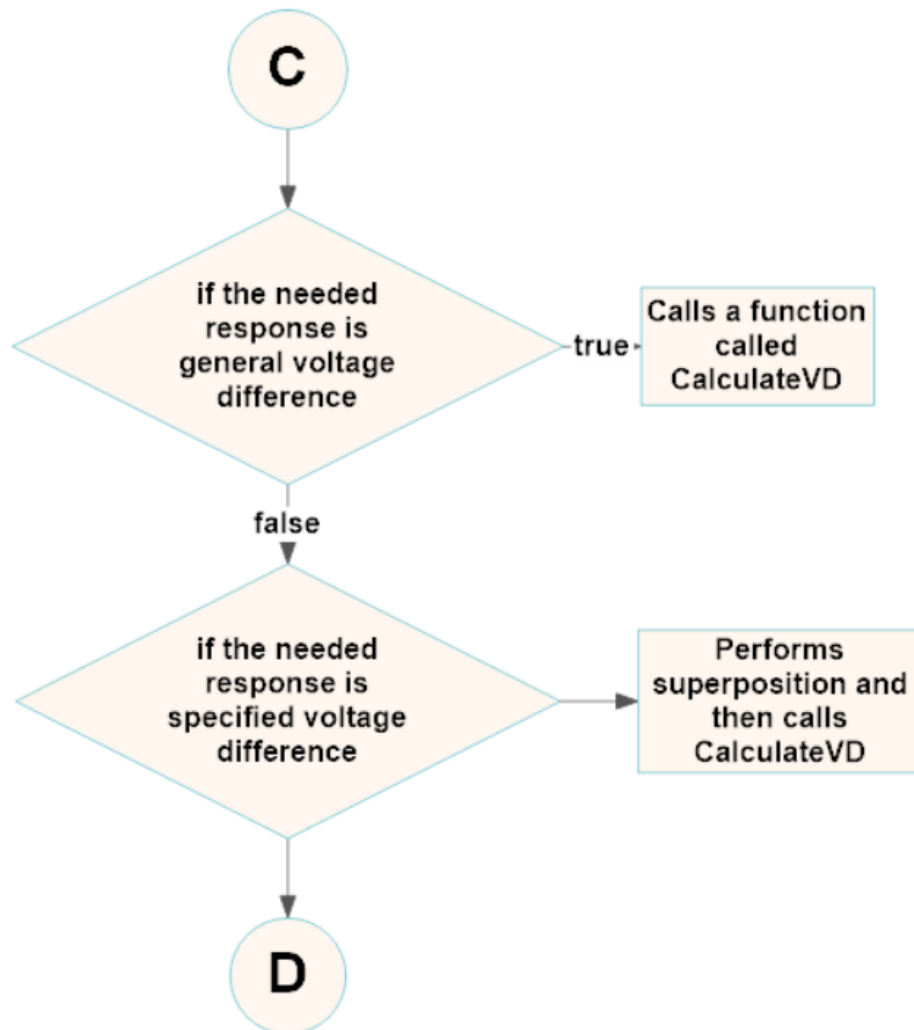 C
if the needed
response is
general voltage
difference
true
Calls a function
called
CalculateVD
false
if the needed
response is
specified voltage
difference
Performs
superposition and
then calls
CalculateVD
D